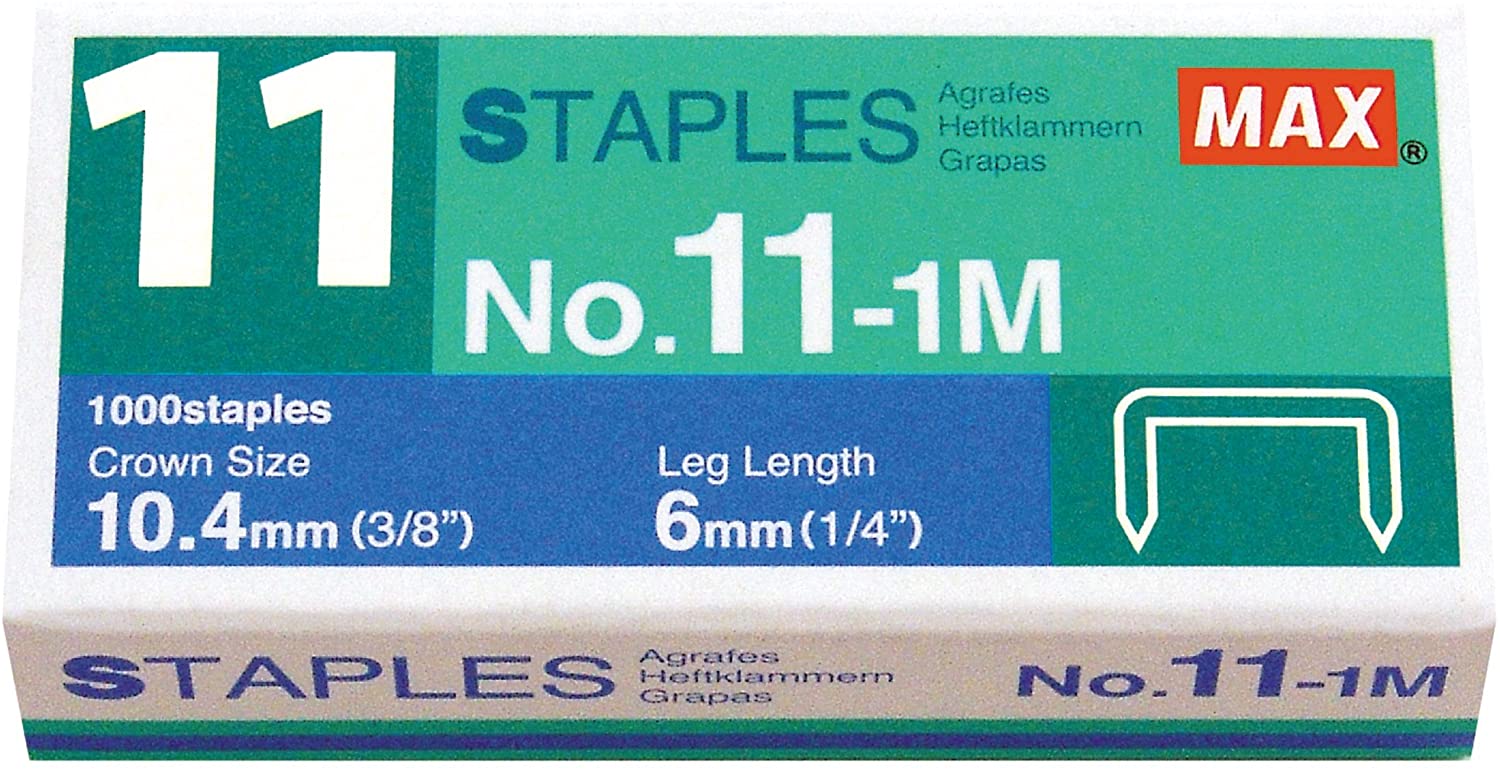 11
STAPLES
Agrafes
Heftklammern
Grapas
MAX®
No.11-1M
1000staples
Crown Size
10.4mm (3/8”)
Leg Length
6mm (1/4”)
STAPLES
Agrafes
Heftklammern
Grapas
No.11-1M